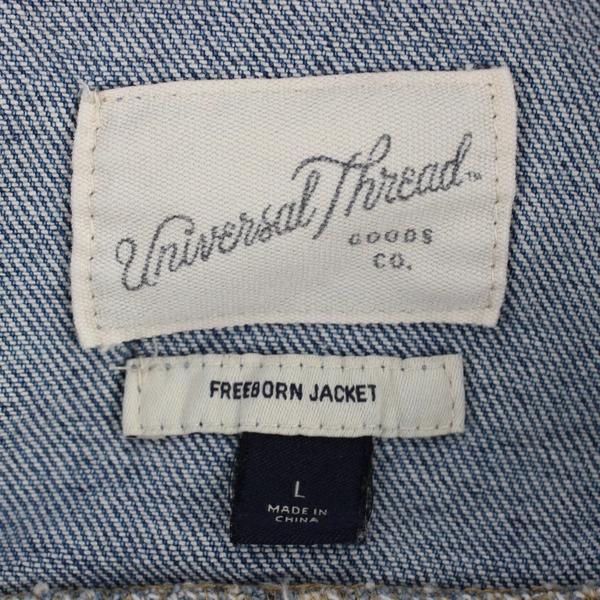 Universal Thread™
GOODS
CO.
FREEBORN JACKET
L
MADE IN
CHINA